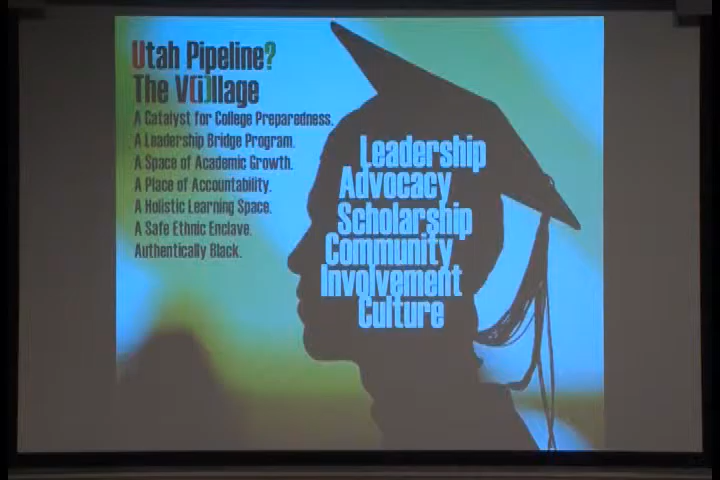 Utah Pipeline?
The V(i)llage
A Catalyst for College Preparedness.
A Leadership Bridge Program.
A Space of Academic Growth.
A Place of Accountability.
A Holistic Learning Space.
A Safe Ethnic Enclave.
Authentically Black.
Leadership
Advocacy
Scholarship
Community
Involvement
Culture